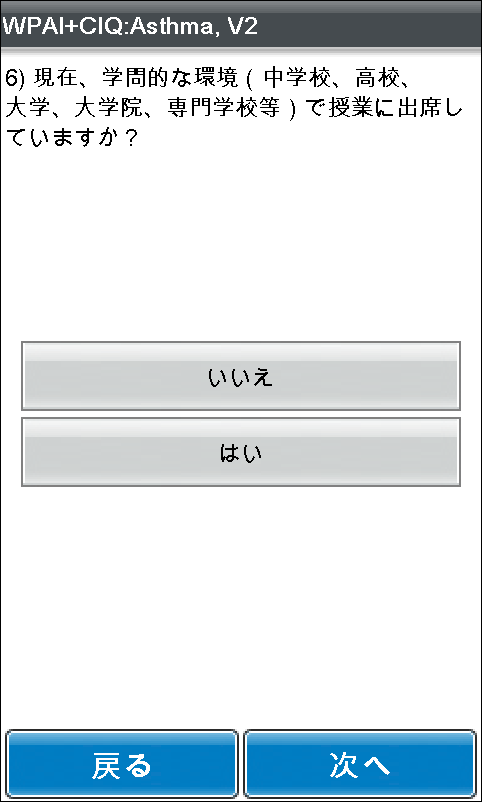 WPAI+CIQ:Asthma, V2
6) 現在、学問的な環境 ( 中学校、高校、
大学、大学院、専門学校等 ) で授業に出席し
ていますか？
いいえ
はい
戻る
次へ